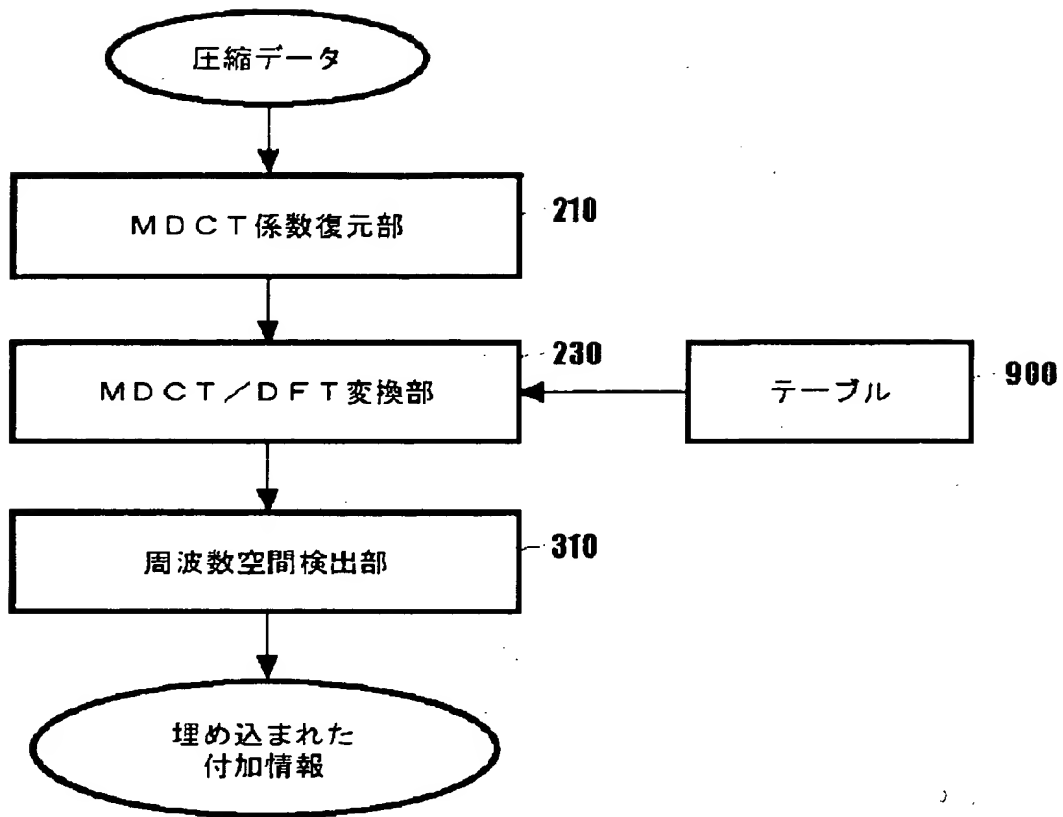 圧縮データ
ＭＤＣＴ係数復元部
210
ＭＤＣＴ／ＤＦＴ変換部
230
テーブル
900
周波数空間検出部
310
埋め込まれた
付加情報